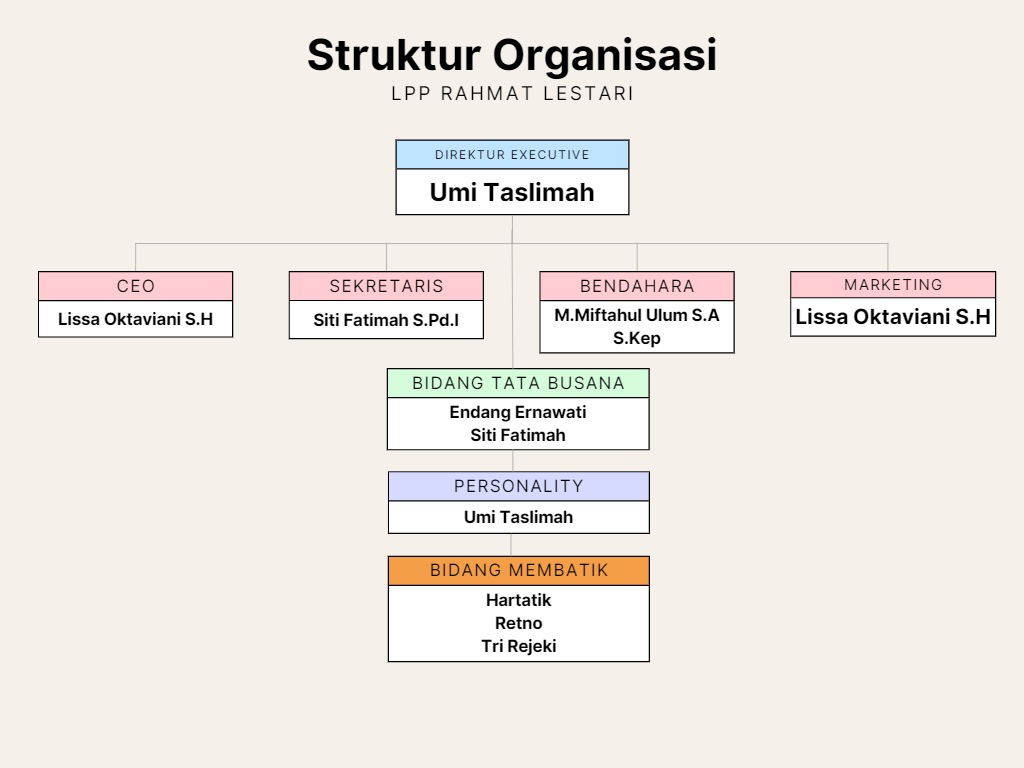 Struktur Organisasi
LPP RAHMAT LESTARI
DIREKTUR EXECUTIVE
Umi Taslimah
CEO
Lissa Oktaviani S.H
SEKRETARIS
Siti Fatimah S.Pd.I
BENDAHARA
M.Miftahul Ulum S.A
S.Kep
MARKETING
Lissa Oktaviani S.H
BIDANG TATA BUSANA
Endang Ernawati
Siti Fatimah
PERSONALITY
Umi Taslimah
BIDANG MEMBATIK
Hartatik
Retno
Tri Rejeki